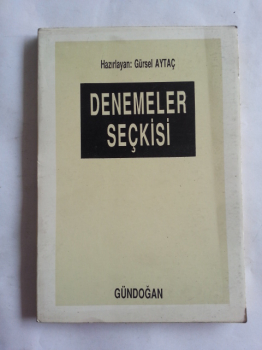 Hazırlayan: Gürsel AYTAÇ
DENEMELER
SEÇKİSİ
GÜNDOĞAN